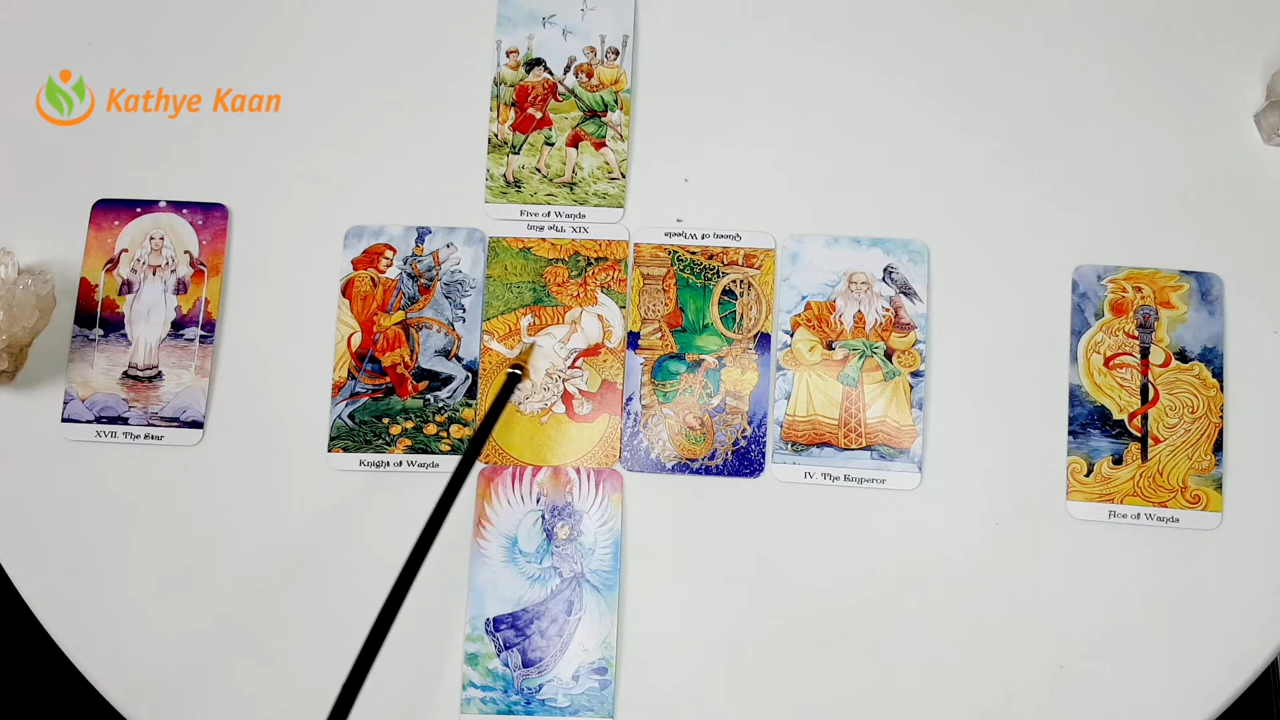 Kathye Kaan
Five of Wands
XIX. The Sun
Queen of Wheels
XVII. The Star
Knight of Wands
IV. The Emperor
Ace of Wands